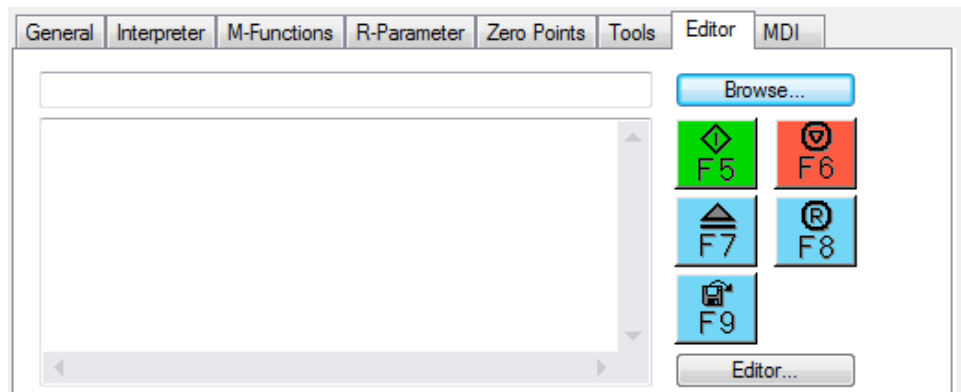 General Interpreter M-Functions R-Parameter Zero Points Tools Editor MDI
Browse...
F5 F6
F7 R F8
F9
Editor...